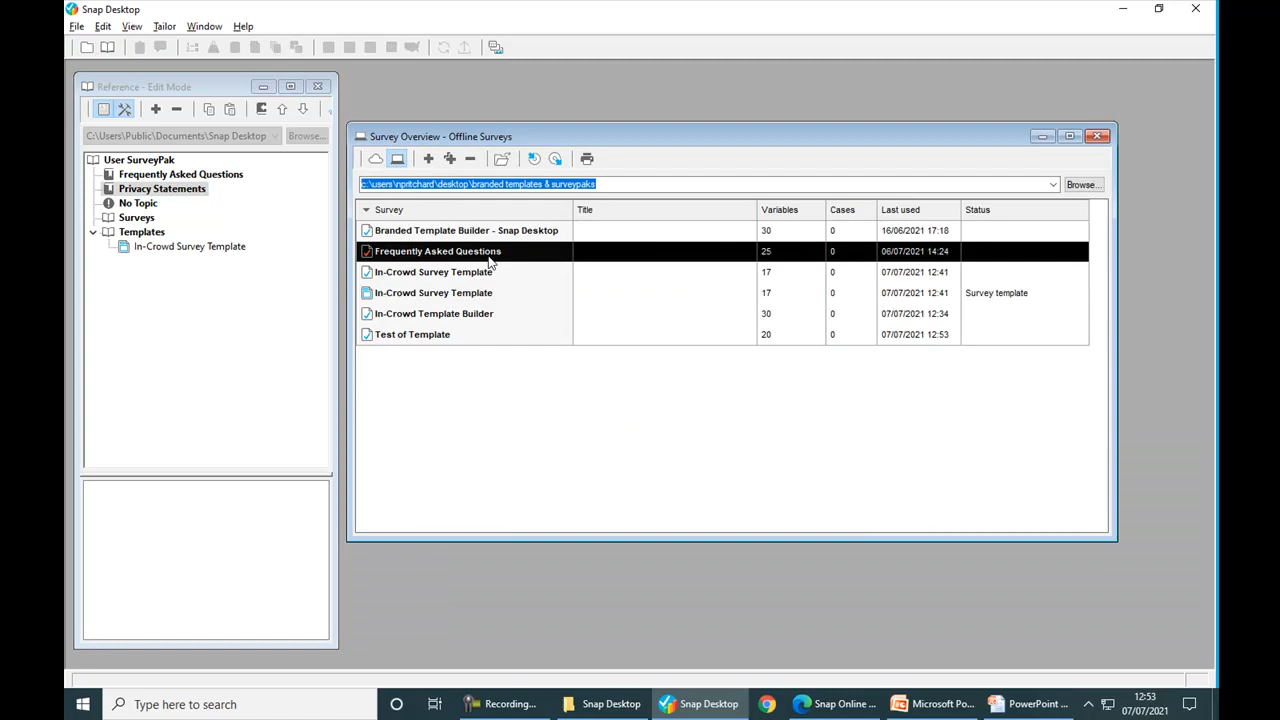 Snap Desktop
File Edit View Tailor Window Help
Reference - Edit Mode
C:\Users\Public\Documents\Snap Desktop
Browse...
User SurveyPak
Frequently Asked Questions
Privacy Statements
No Topic
Surveys
Templates
In-Crowd Survey Template
Survey Overview - Offline Surveys
c:\users\npritchard\desktop\branded templates & surveypaks
Browse...
Survey Title Variables Cases Last used Status
Branded Template Builder - Snap Desktop 30 0 16/06/2021 17:18
Frequently Asked Questions 25 0 06/07/2021 14:24
In-Crowd Survey Template 17 0 07/07/2021 12:41
In-Crowd Survey Template 17 0 07/07/2021 12:41 Survey template
In-Crowd Template Builder 30 0 07/07/2021 12:34
Test of Template 20 0 07/07/2021 12:53
Type here to search
Recording...
Snap Desktop
Snap Desktop
Snap Online ...
Microsoft Po...
PowerPoint ...
12:53
07/07/2021